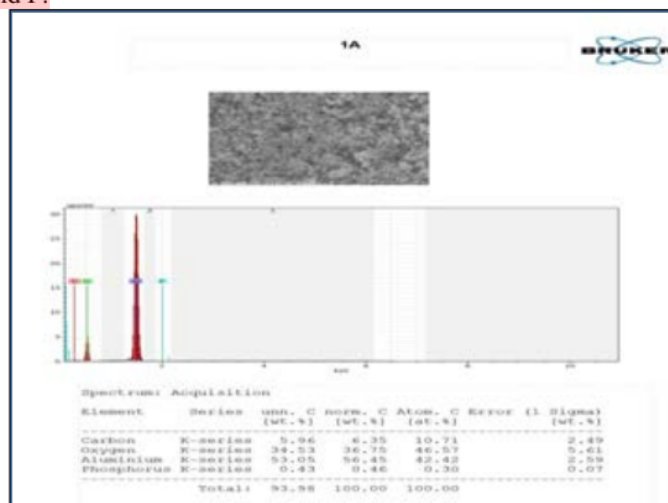 1A
BRUKER
Spectrum: Acquisition
Element Series unn. C norm. C Atom. C Error (1 Sigma)
[wt.%] [wt.%] [at.%] [wt.%]
Carbon K-series 5.96 6.35 10.71 2.49
Oxygen K-series 34.53 36.75 46.57 5.61
Aluminium K-series 53.05 56.45 42.42 2.59
Phosphorus K-series 0.43 0.46 0.30 0.07
Total: 93.98 100.00 100.00